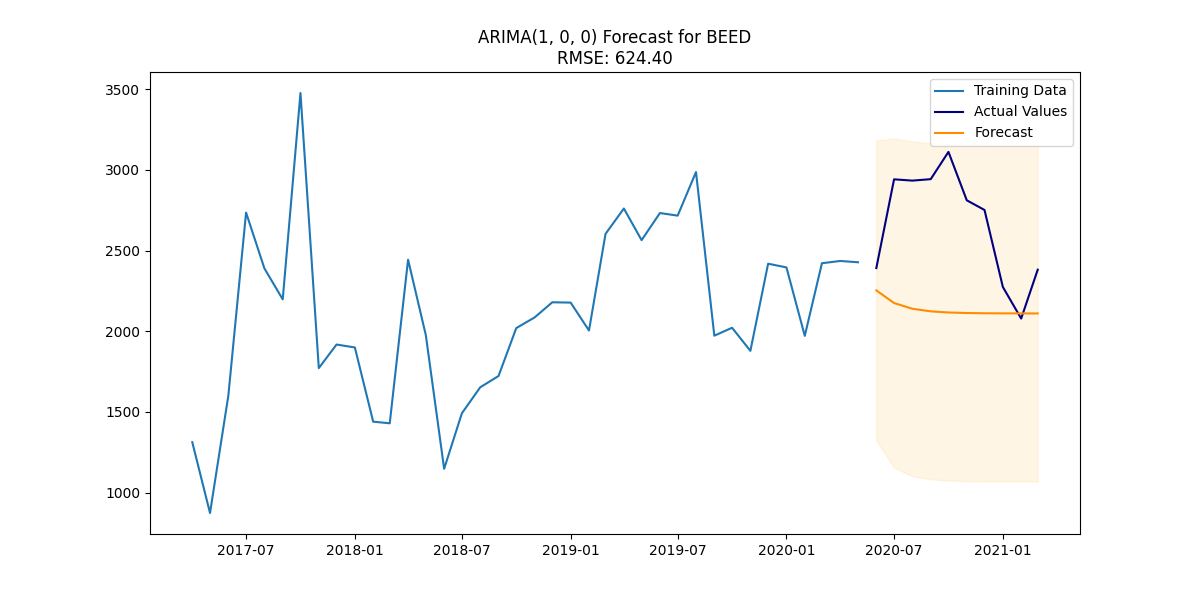 ARIMA(1, 0, 0) Forecast for BEED
RMSE: 624.40
Training Data
Actual Values
Forecast
3500
3000
2500
2000
1500
1000
2017-07
2018-01
2018-07
2019-01
2019-07
2020-01
2020-07
2021-01